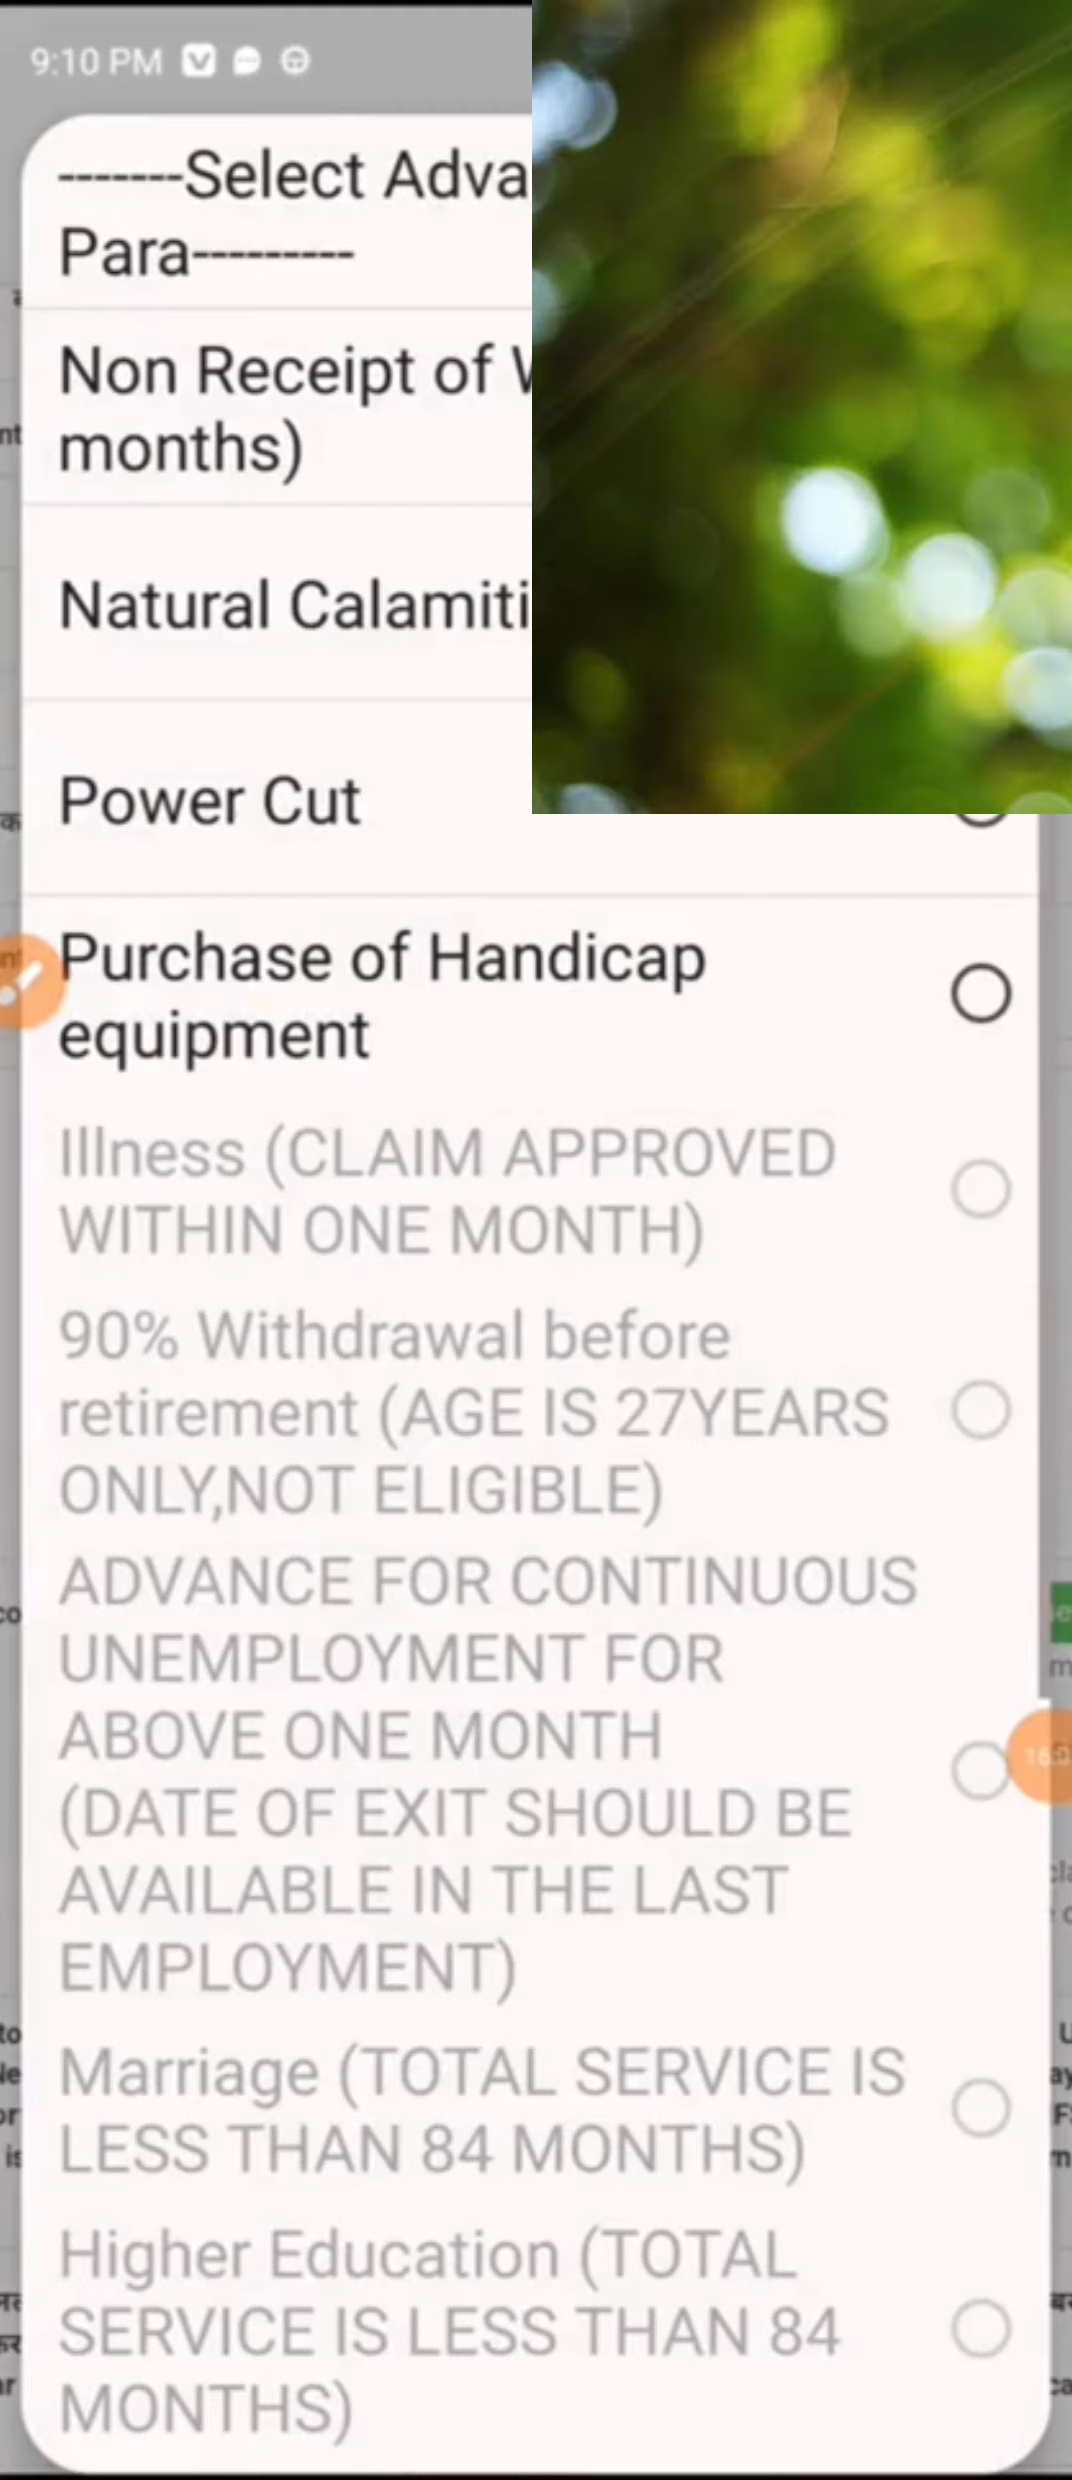 9:10 PM
-------Select
Para---------
Non Receipt of
months)
Natural
Power Cut
Purchase of Handicap
equipment
Illness (CLAIM APPROVED
WITHIN ONE MONTH)
90% Withdrawal before
retirement (AGE IS 27YEARS
ONLY,NOT ELIGIBLE)
ADVANCE FOR CONTINUOUS
UNEMPLOYMENT FOR
ABOVE ONE MONTH
(DATE OF EXIT SHOULD BE
AVAILABLE IN THE LAST
EMPLOYMENT)
Marriage (TOTAL SERVICE IS
LESS THAN 84 MONTHS)
Higher Education (TOTAL
SERVICE IS LESS THAN 84
MONTHS)